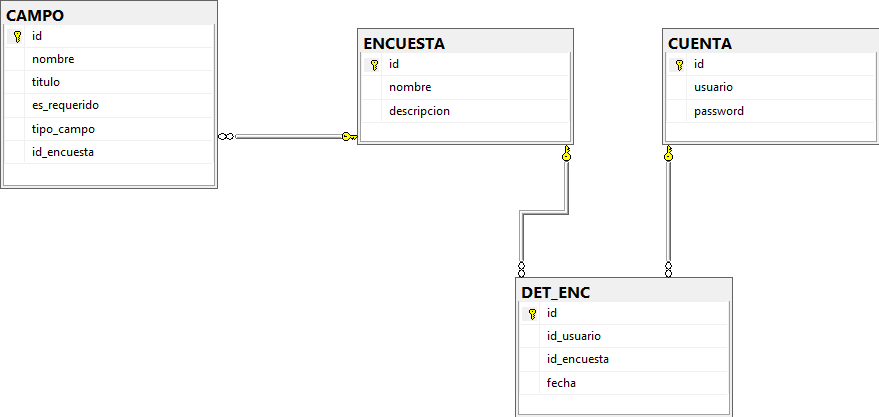 CAMPO
id
nombre
titulo
es_requerido
tipo_campo
id_encuesta
ENCUESTA
id
nombre
descripcion
CUENTA
id
usuario
password
DET_ENC
id
id_usuario
id_encuesta
fecha